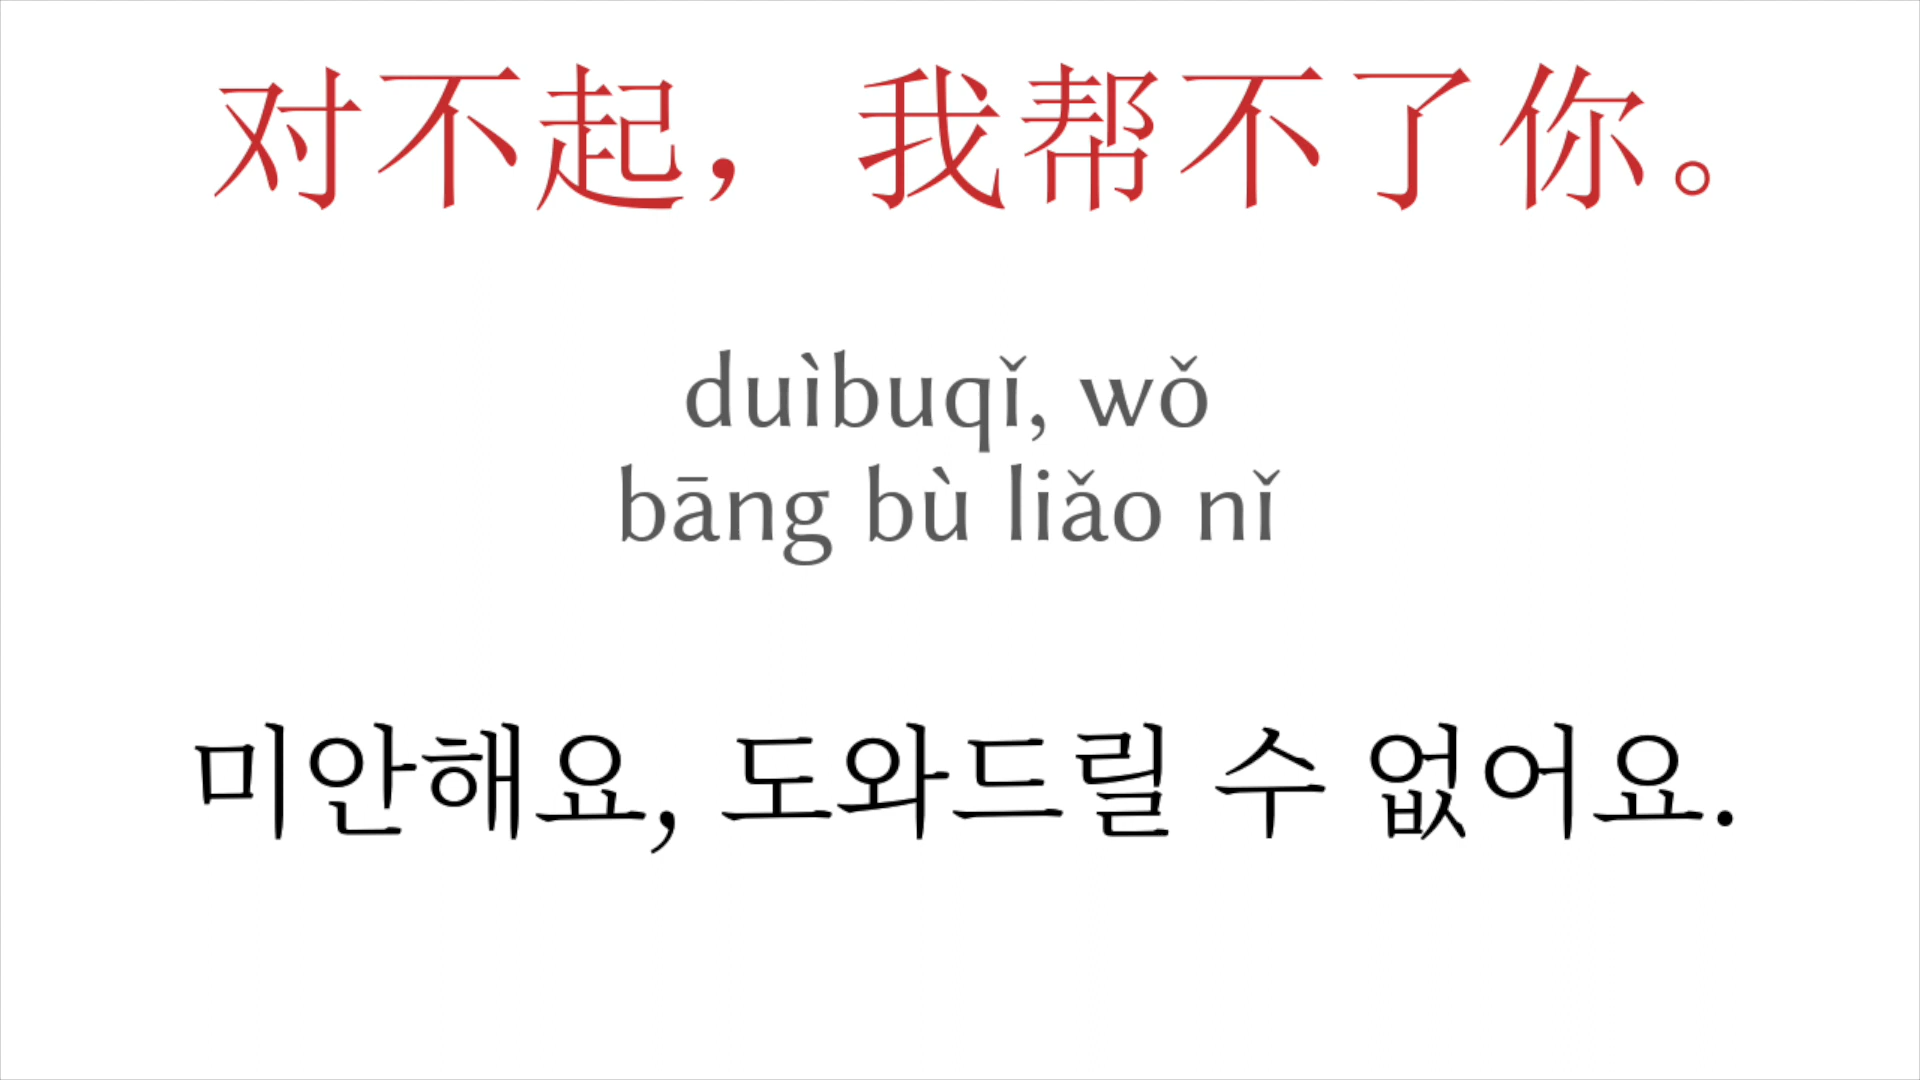 对不起，我帮不了你。
duìbuqǐ, wǒ
bāng bù liǎo nǐ
미안해요, 도와드릴 수 없어요.